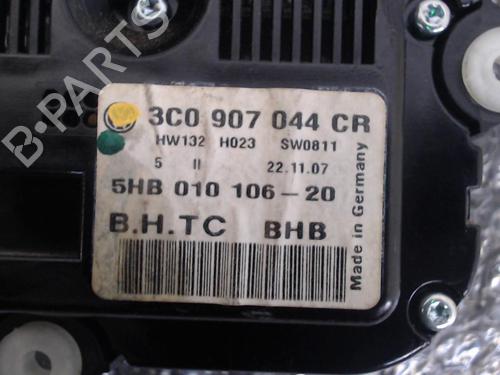 3C0 907 044 CR
HW132 H023 SW0811
5 II 22.11.07
5HB 010 106-20
B.H.TC BHB
Made in Germany
B-Parts